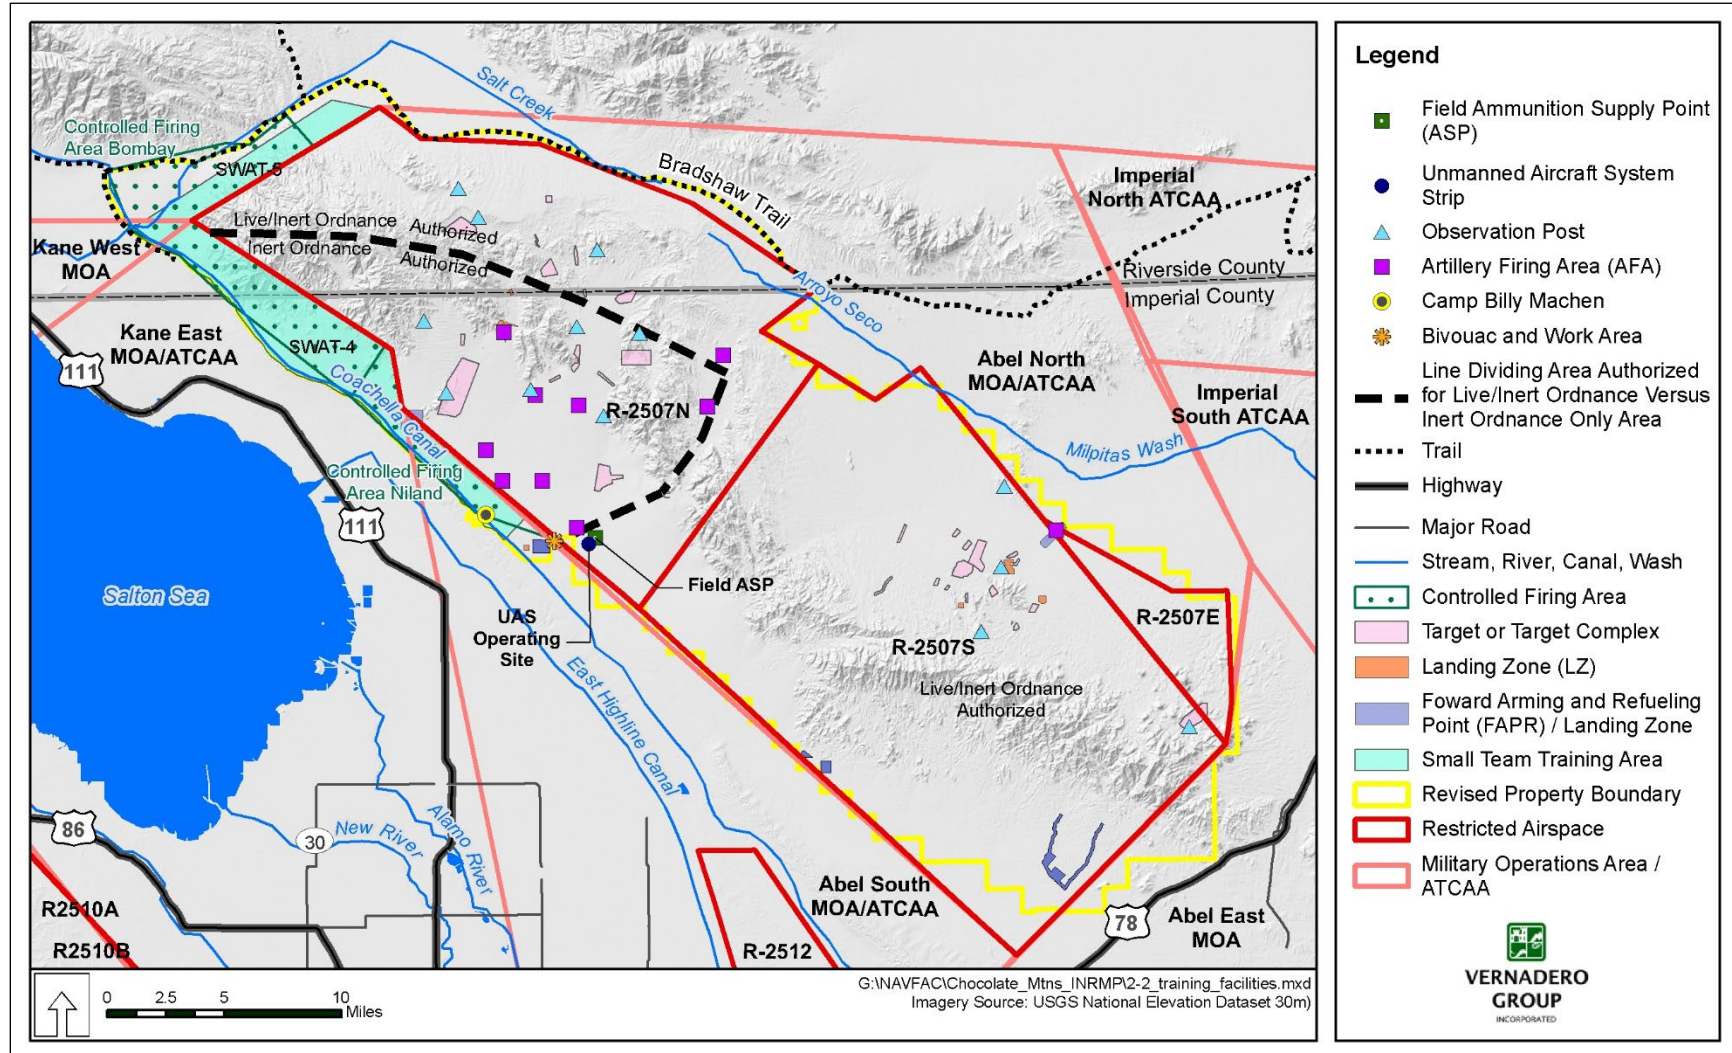 Salt Creek
Controlled Firing
Area Bombay
SWAT-5
Bradshaw Trail
Imperial
North ATCAA
Live/Inert Ordnance
Authorized
Inert Ordnance
Authorized
Kane West
MOA
Riverside County
Imperial County
Arroyo Seco
Kane East
MOA/ATCAA
SWAT-4
111
Abel North
MOA/ATCAA
Imperial
South ATCAA
Coachella Canal
R-2507N
Milpitas Wash
Controlled Firing
Area Niland
111
Salton Sea
Field ASP
UAS
Operating
Site
R-2507E
R-2507S
Live/Inert Ordnance
Authorized
East Highline Canal
86
30
New River
Alamo River
Abel South
MOA/ATCAA
78
Abel East
MOA
R2510A
R2510B
R-2512
0 2.5 5 10
Miles
G:\NAVFAC\Chocolate_Mtns_INRMP\2-2_training_facilities.mxd
Imagery Source: USGS National Elevation Dataset 30m)
Legend
Field Ammunition Supply Point
(ASP)
Unmanned Aircraft System
Strip
Observation Post
Artillery Firing Area (AFA)
Camp Billy Machen
Bivouac and Work Area
Line Dividing Area Authorized
for Live/Inert Ordnance Versus
Inert Ordnance Only Area
Trail
Highway
Major Road
Stream, River, Canal, Wash
Controlled Firing Area
Target or Target Complex
Landing Zone (LZ)
Foward Arming and Refueling
Point (FAPR) / Landing Zone
Small Team Training Area
Revised Property Boundary
Restricted Airspace
Military Operations Area /
ATCAA
VERNADERO
GROUP
INCORPORATED